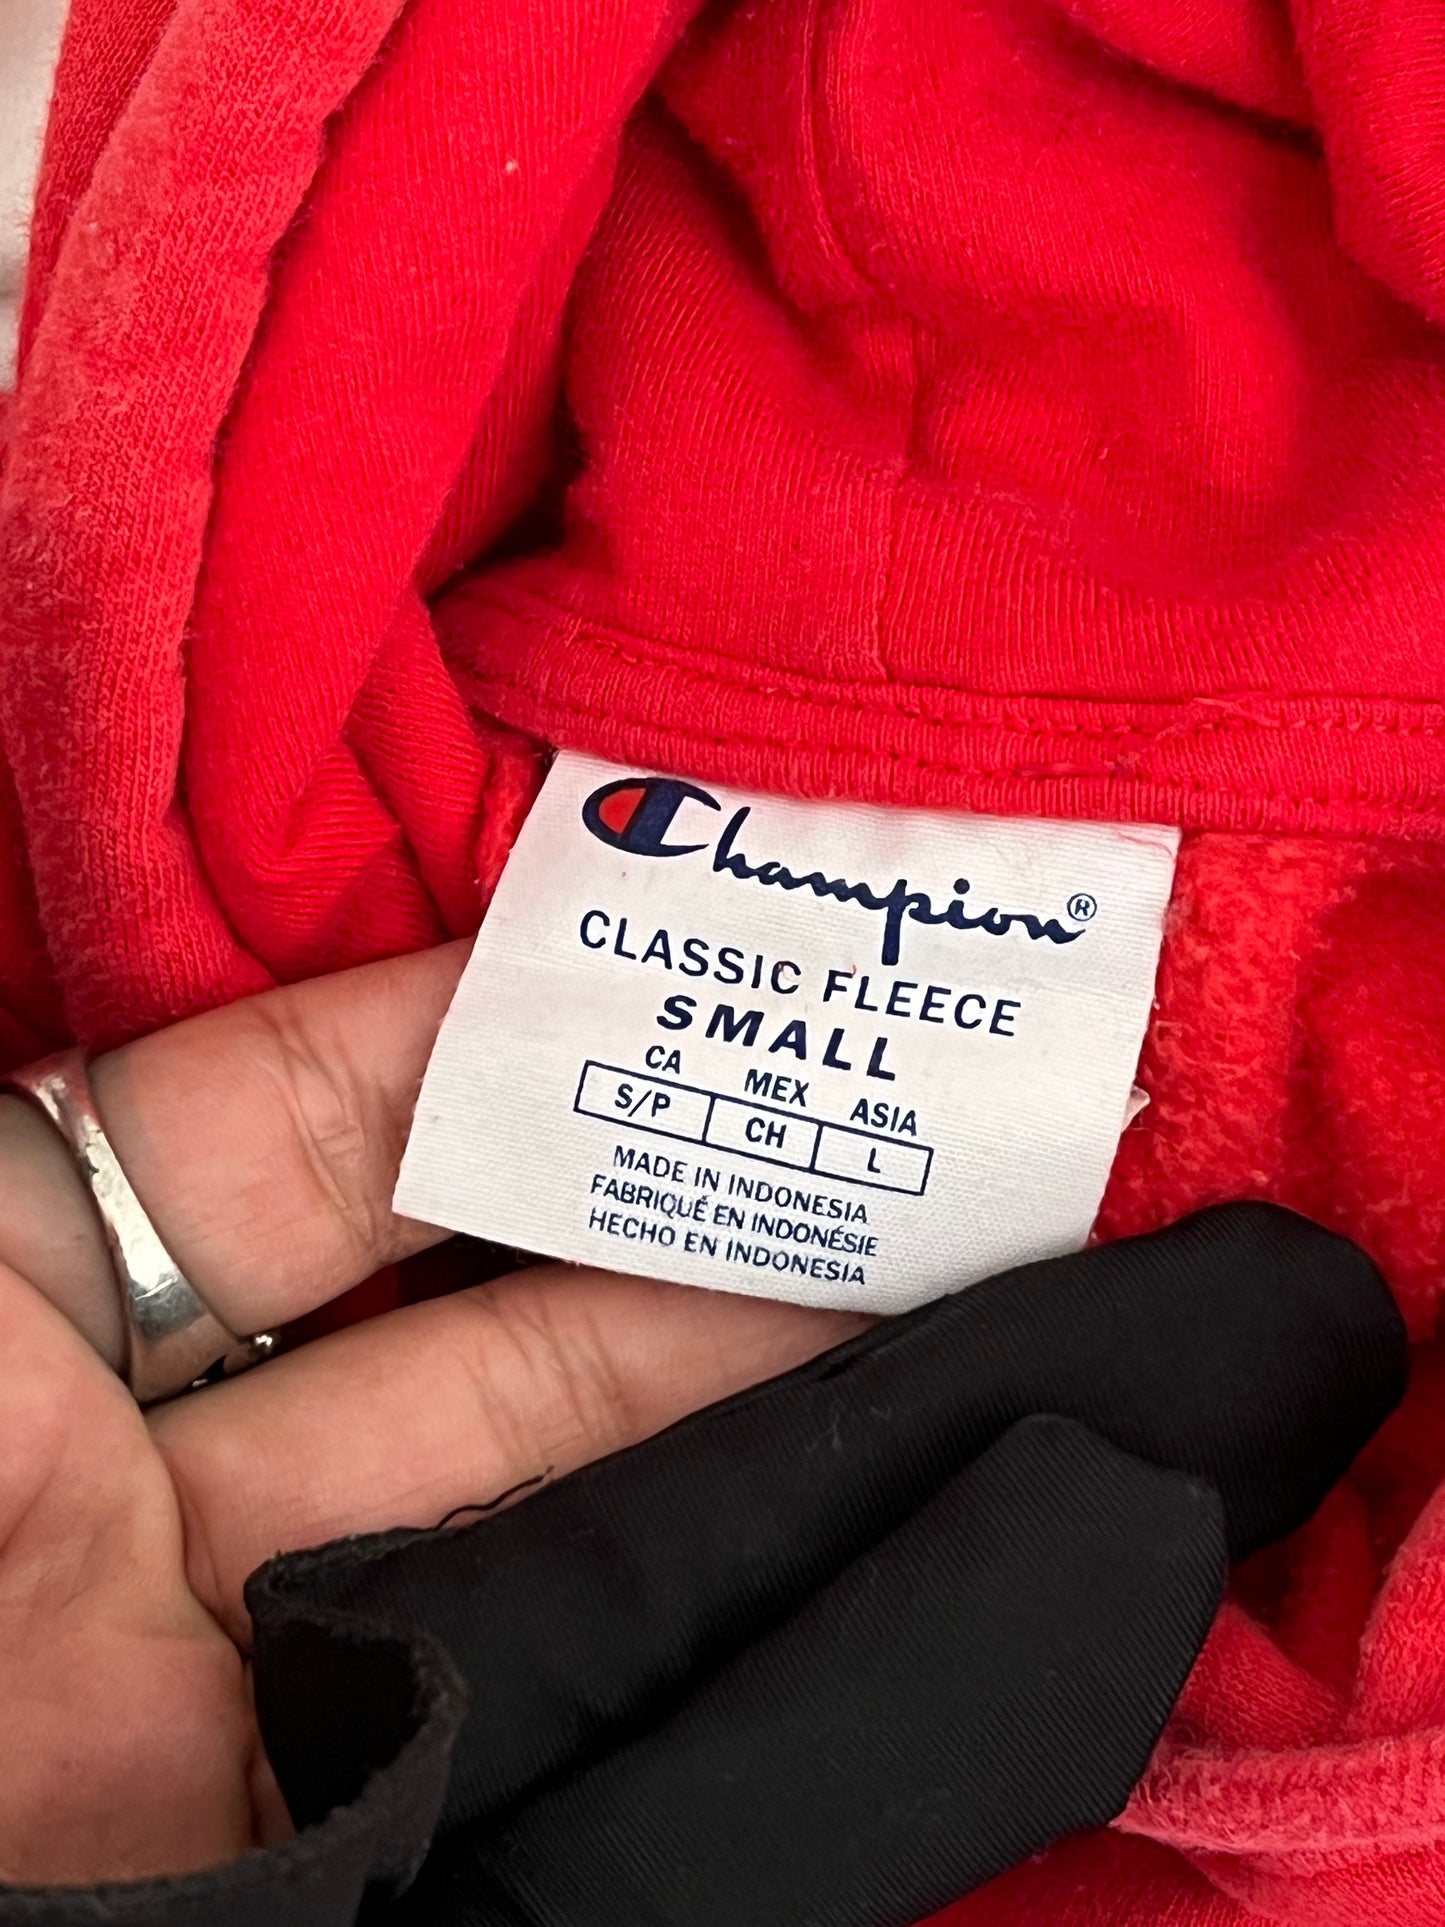 Champion®
CLASSIC FLEECE
SMALL
CA MEX ASIA
S/P CH L
MADE IN INDONESIA
FABRIQUÉ EN INDONÉSIE
HECHO EN INDONESIA